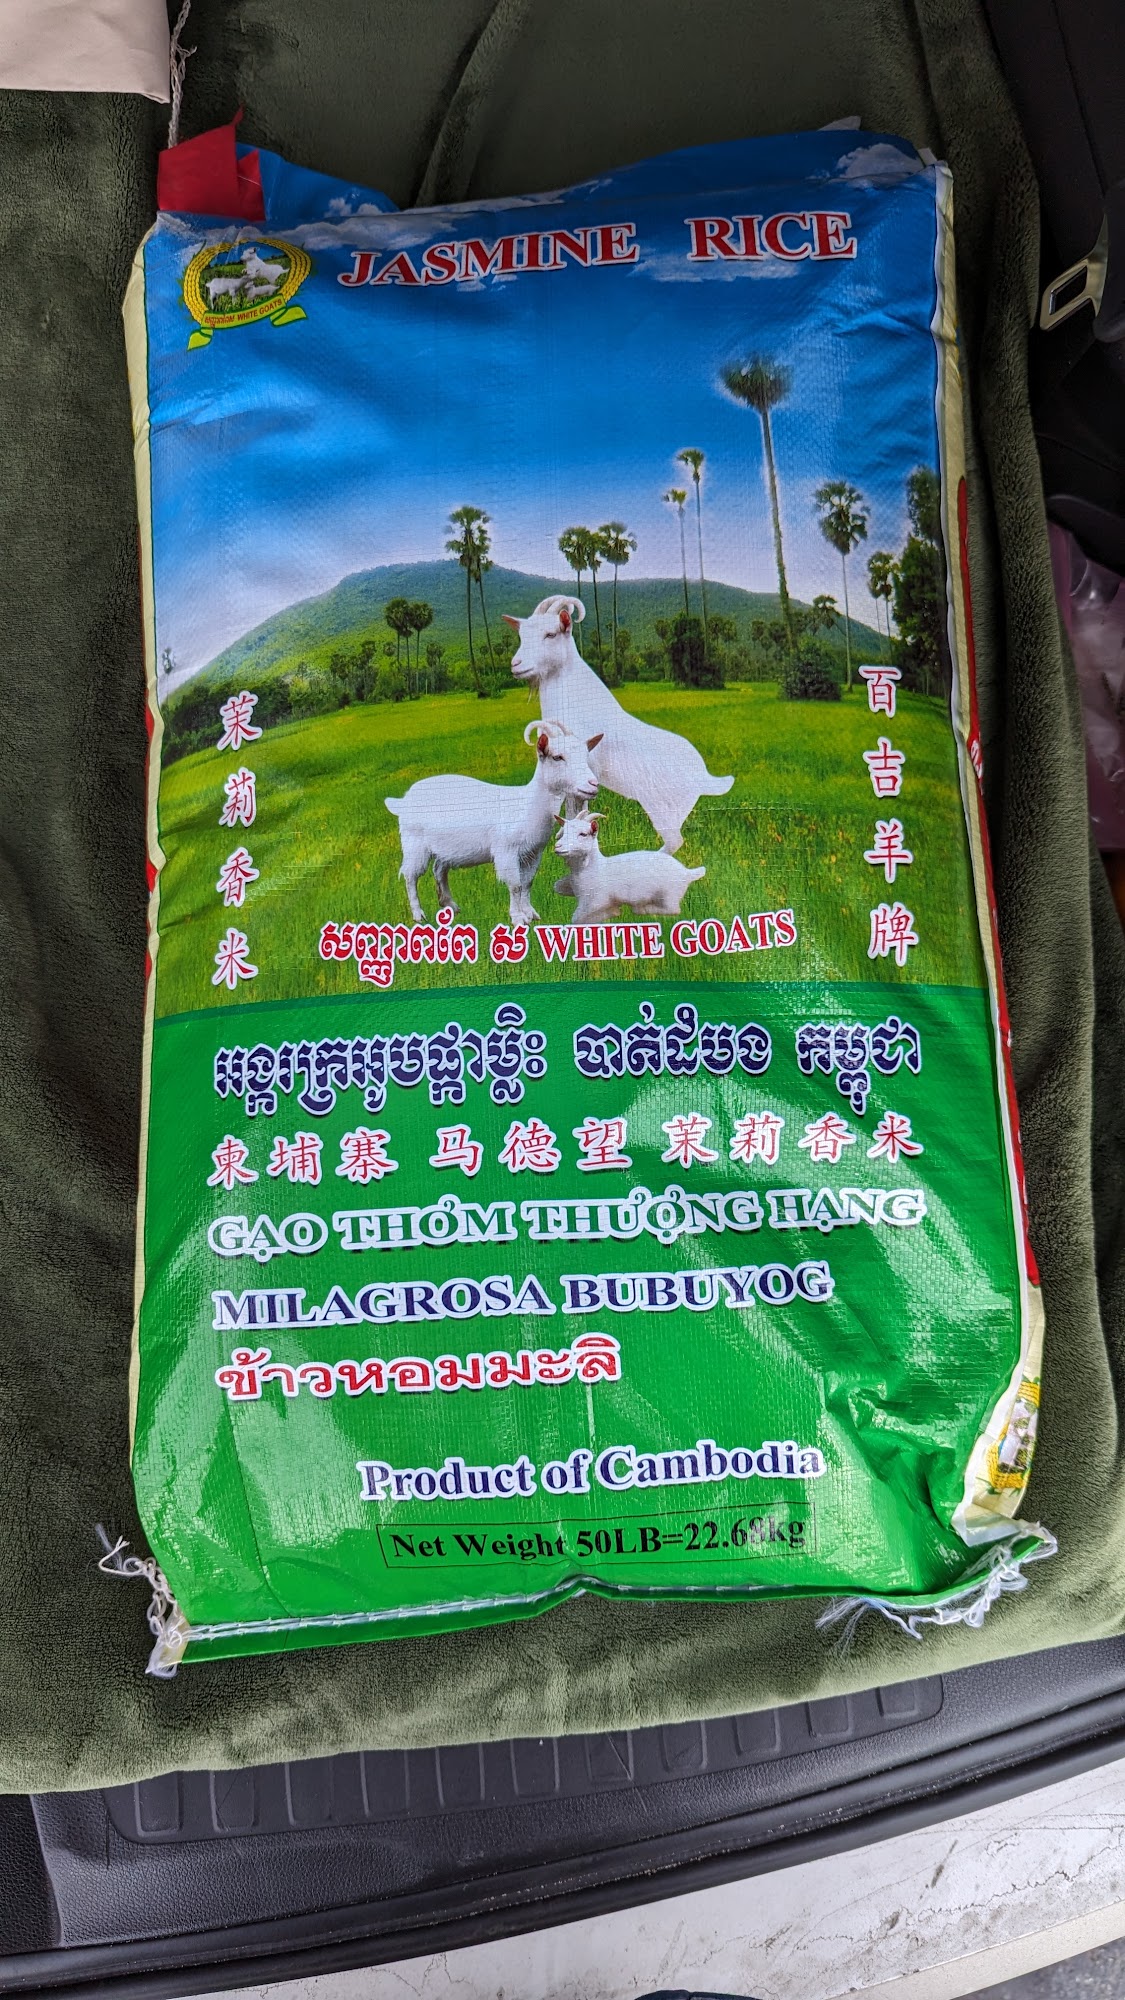 JASMINE RICE
WHITE GOATS
茉莉香米
百吉羊牌
សញ្ញាពពែ ស WHITE GOATS
អង្ករក្រអូបផ្កាម្លិះ បាត់ដំបង កម្ពុជា
柬埔寨 马德望 茉莉香米
GẠO THƠM THƯỢNG HẠNG
MILAGROSA BUBUYOG
ข้าวหอมมะลิ
Product of Cambodia
Net Weight 50LB=22.68kg